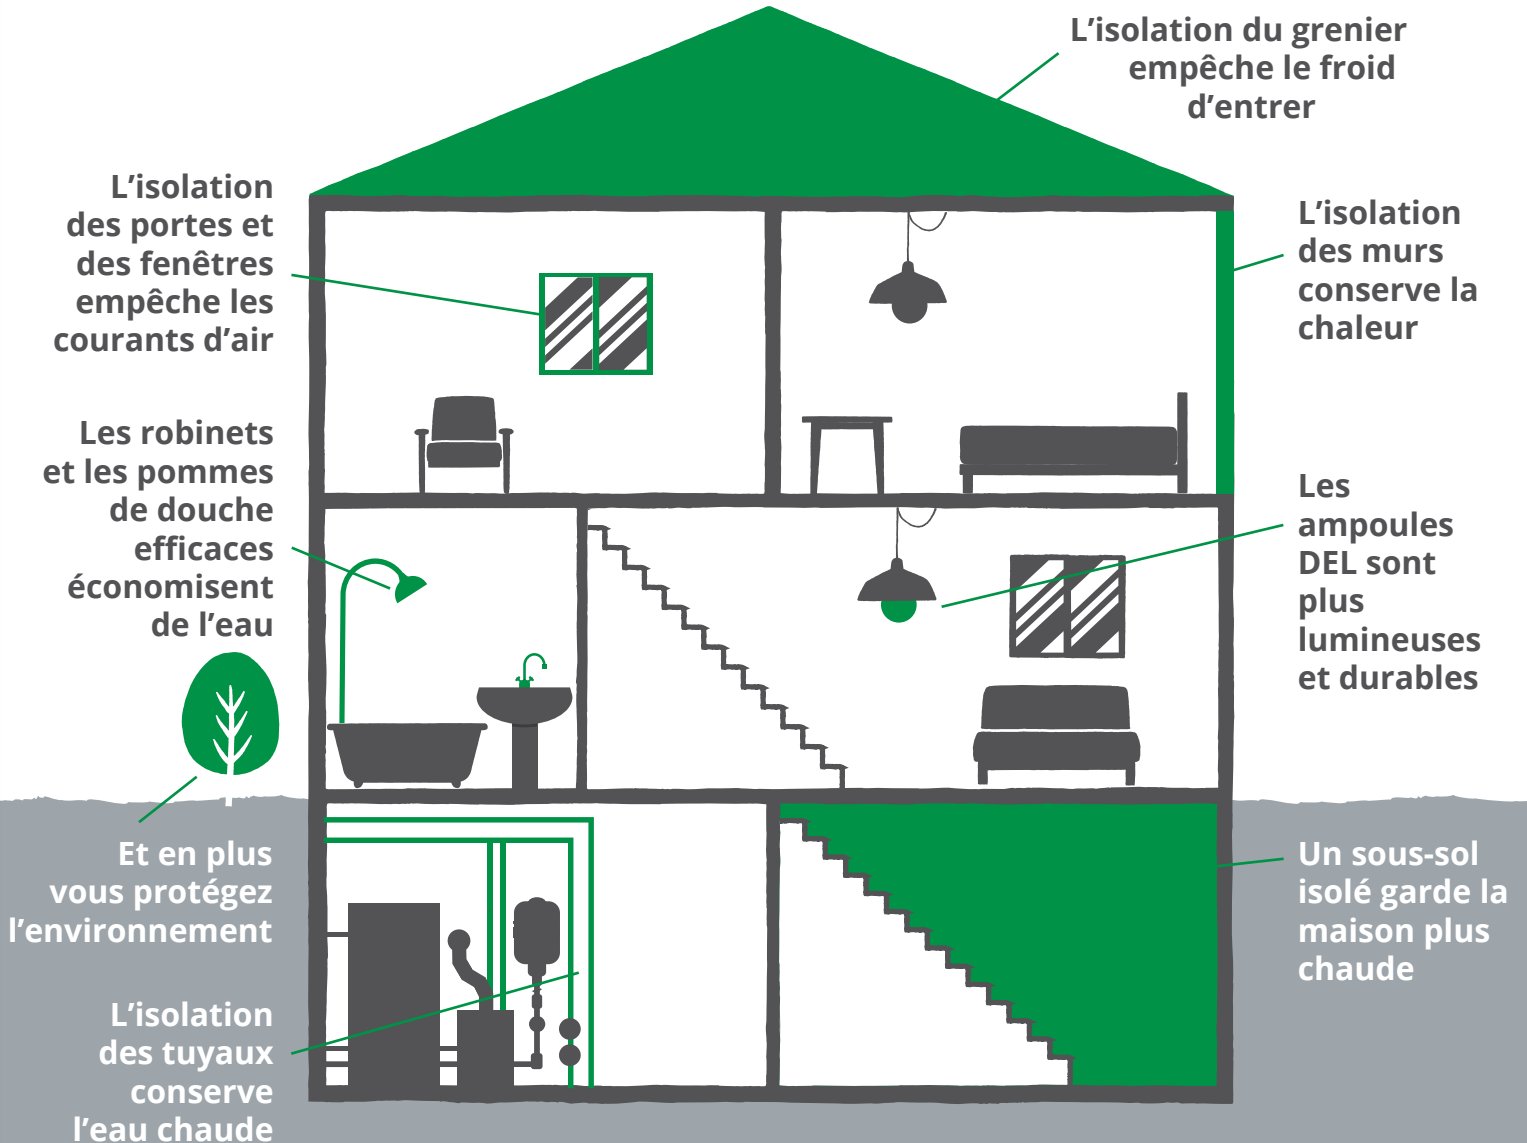 L’isolation du grenier
empêche le froid
d’entrer
L’isolation
des portes et
des fenêtres
empêche les
courants d’air
L’isolation
des murs
conserve la
chaleur
Les robinets
et les pommes
de douche
efficaces
économisent
de l’eau
Les
ampoules
DEL sont
plus
lumineuses
et durables
Et en plus
vous protégez
l’environnement
Un sous-sol
isolé garde la
maison plus
chaude
L’isolation
des tuyaux
conserve
l’eau chaude